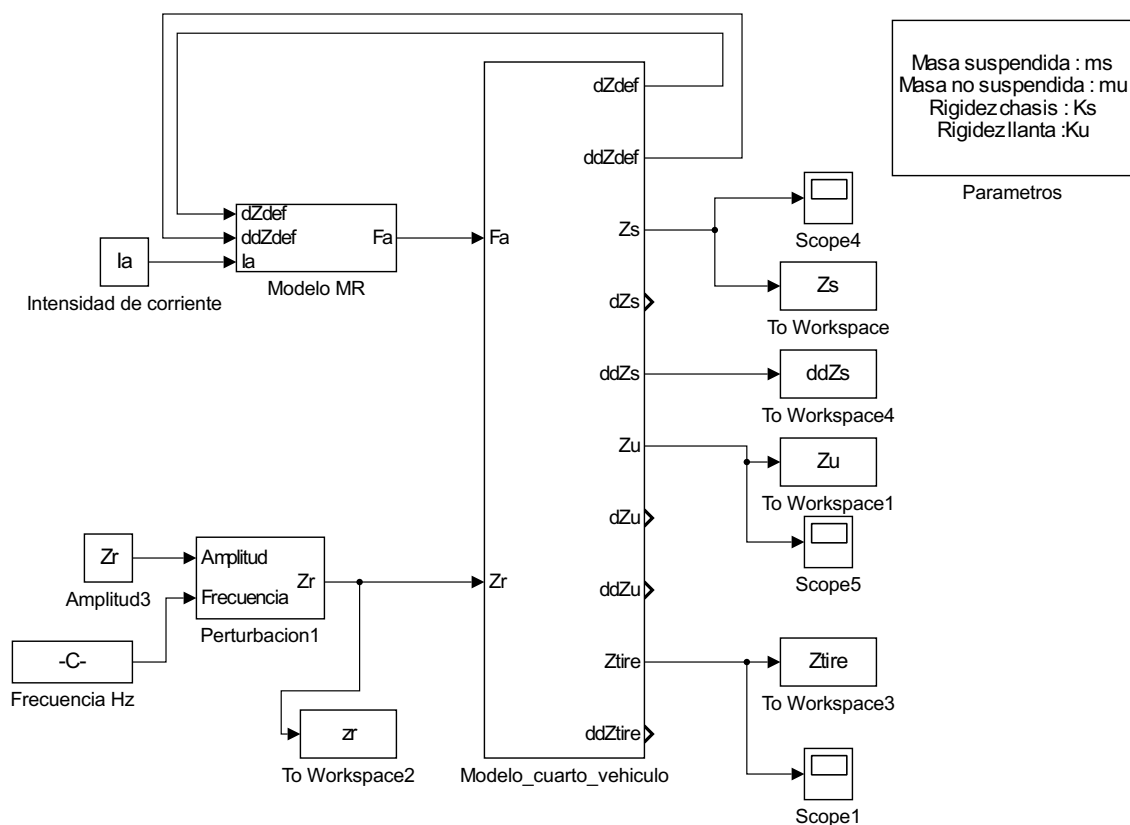 dZdef
ddZdef
Masa suspendida : ms
Masa no suspendida : mu
Rigidez chasis : Ks
Rigidez llanta :Ku
Parametros
dZdef
ddZdef
Ia
Fa
Modelo MR
Ia
Intensidad de corriente
Fa
Zs
Scope4
Zs
To Workspace
dZs
ddZs
ddZs
To Workspace4
Zu
Zu
To Workspace1
dZu
Scope5
ddZu
Zr
Amplitud3
Amplitud
Frecuencia
Zr
Perturbacion1
Zr
-C-
Frecuencia Hz
Ztire
Ztire
To Workspace3
zr
To Workspace2
ddZtire
Modelo_cuarto_vehiculo
Scope1